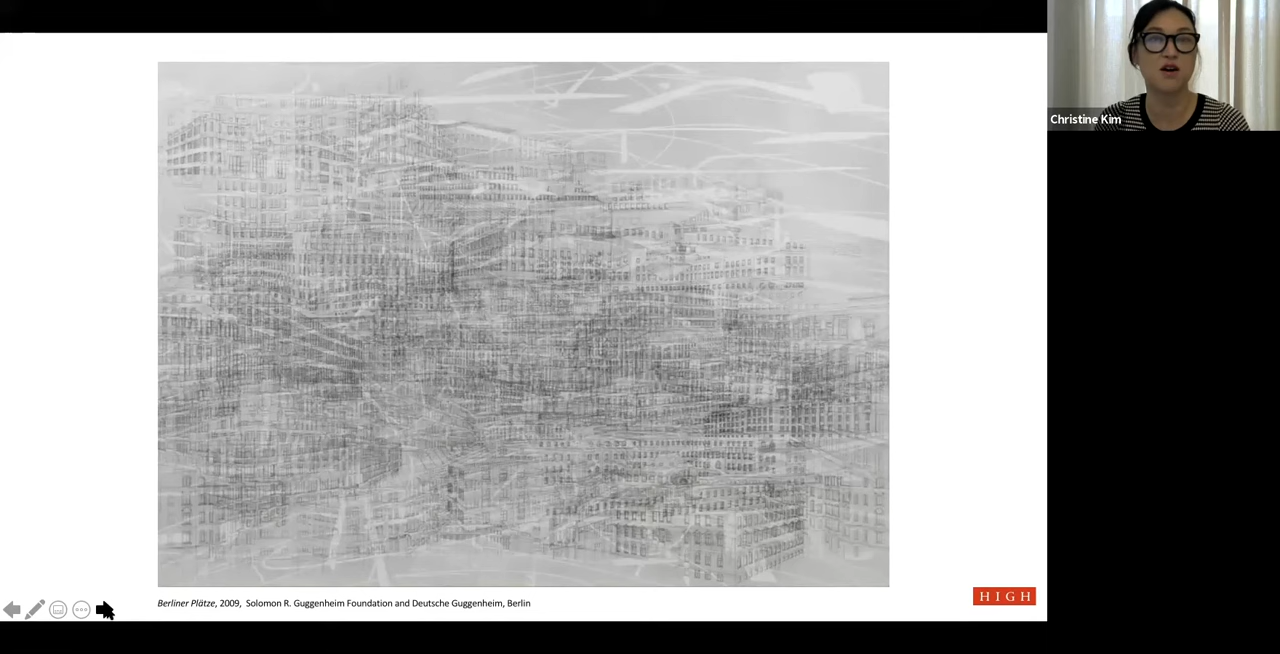 Christine Kim
Berliner Plätze, 2009, Solomon R. Guggenheim Foundation and Deutsche Guggenheim, Berlin
HIGH